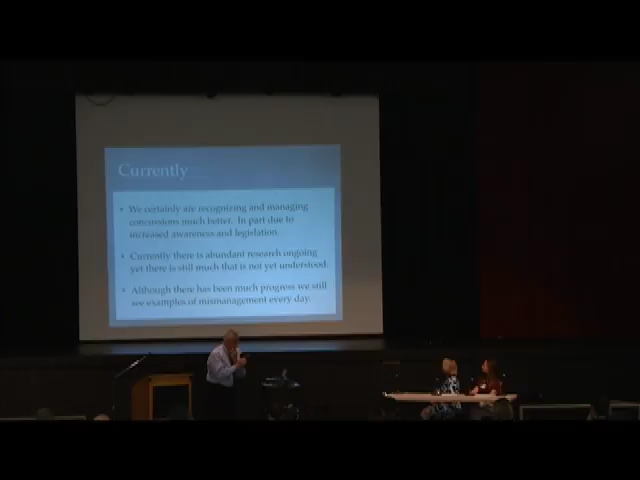 Currently
• We certainly are recognizing and managing
concussions much better. In part due to
increased awareness and legislation.
• Currently there is abundant research ongoing
yet there is still much that is not yet understood.
• Although there has been much progress we still
see examples of mismanagement every day.